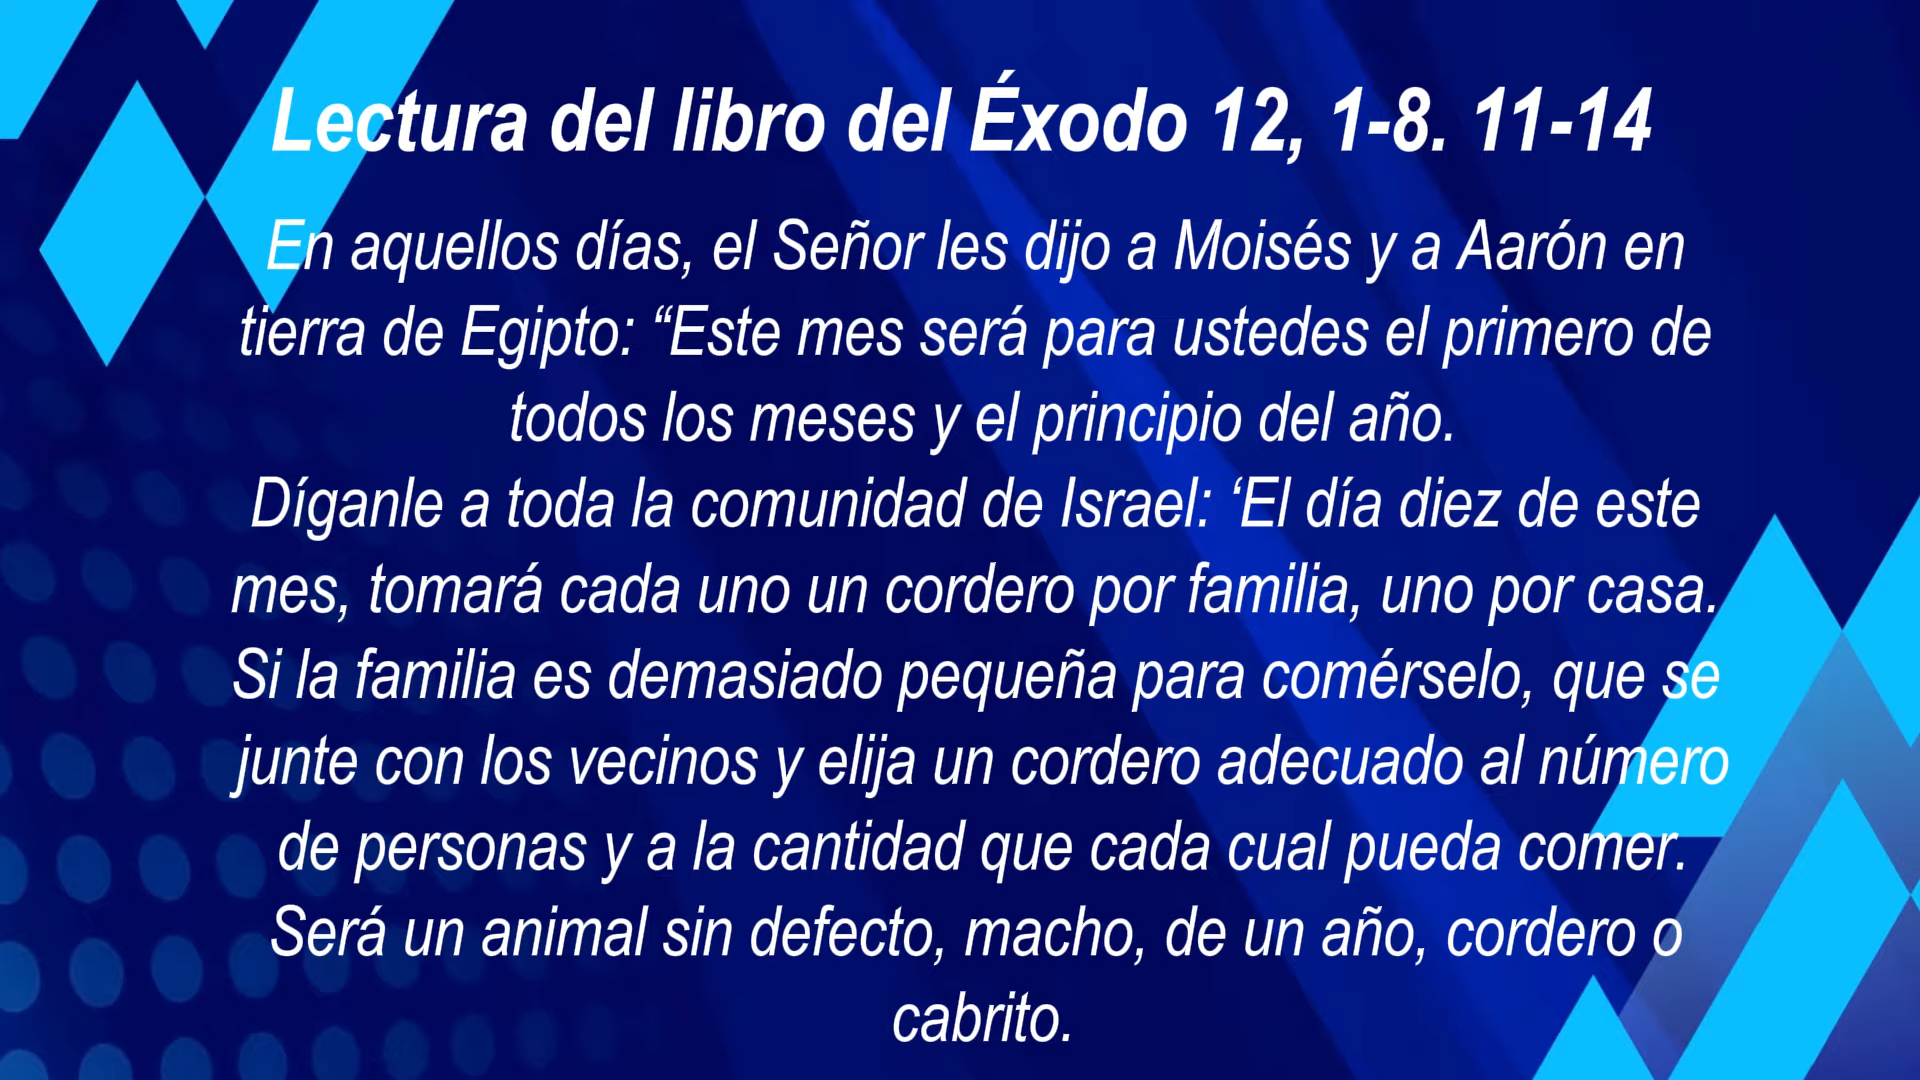 Lectura del libro del Éxodo 12, 1-8. 11-14
En aquellos días, el Señor les dijo a Moisés y a Aarón en
tierra de Egipto: “Este mes será para ustedes el primero de
todos los meses y el principio del año.
Díganle a toda la comunidad de Israel: ‘El día diez de este
mes, tomará cada uno un cordero por familia, uno por casa.
Si la familia es demasiado pequeña para comérselo, que se
junte con los vecinos y elija un cordero adecuado al número
de personas y a la cantidad que cada cual pueda comer.
Será un animal sin defecto, macho, de un año, cordero o
cabrito.